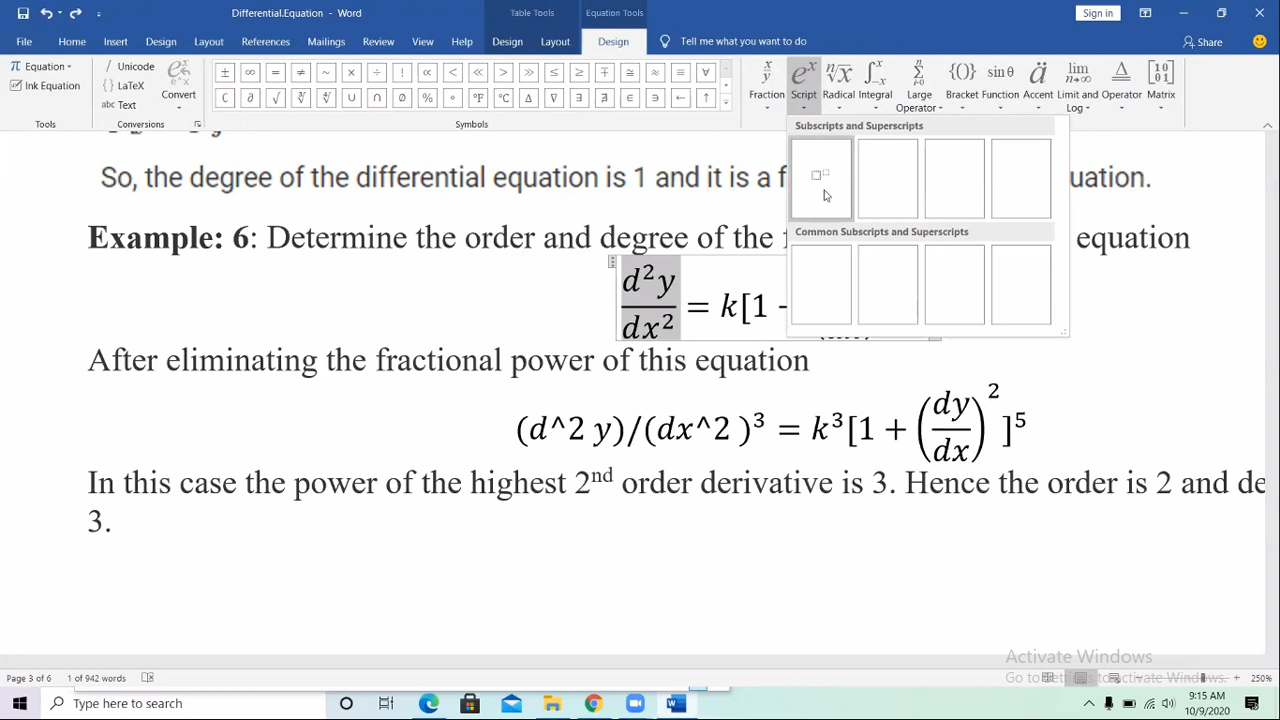 Differential.Equation - Word
Table Tools
Equation Tools
Sign in
File Home Insert Design Layout References Mailings Review View Help Design Layout Design Tell me what you want to do Share
π Equation
Ink Equation
Unicode
LaTeX
abc Text
Convert
Tools
Conversions
± ∞ = ≠ ~ × ÷ ! ∝ < ≪ > ≫ ≤ ≥ ∓ ≅ ≈ ≡ ∀
∁ ∂ √ ∛ ∜ ∪ ∩ ∅ % ° °F °C ∆ ∇ ∃ ∄ ∈ ∋ ← ↑
Symbols
Fraction Script Radical Integral Large Operator Bracket Function Accent Limit and Log Operator Matrix
Subscripts and Superscripts
Common Subscripts and Superscripts
So, the degree of the differential equation is 1 and it is a f uation.
Example: 6: Determine the order and degree of the f equation
d²y/dx² = k[1
After eliminating the fractional power of this equation
(d^2 y)/(dx^2 )³ = k³[1 + (dy/dx)²]⁵
In this case the power of the highest 2nd order derivative is 3. Hence the order is 2 and de
3.
Activate Windows
Go to Settings to activate Windows.
Page 3 of 6 1 of 942 words 250%
Type here to search
9:15 AM
10/9/2020